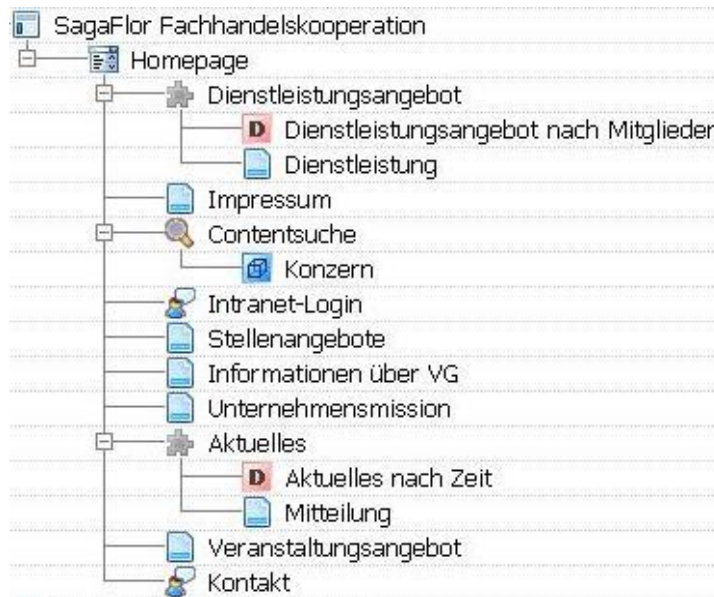 SagaFlor Fachhandelskooperation
Homepage
Dienstleistungsangebot
D Dienstleistungsangebot nach Mitglieder
Dienstleistung
Impressum
Contentsuche
Konzern
Intranet-Login
Stellenangebote
Informationen über VG
Unternehmensmission
Aktuelles
D Aktuelles nach Zeit
Mitteilung
Veranstaltungsangebot
Kontakt